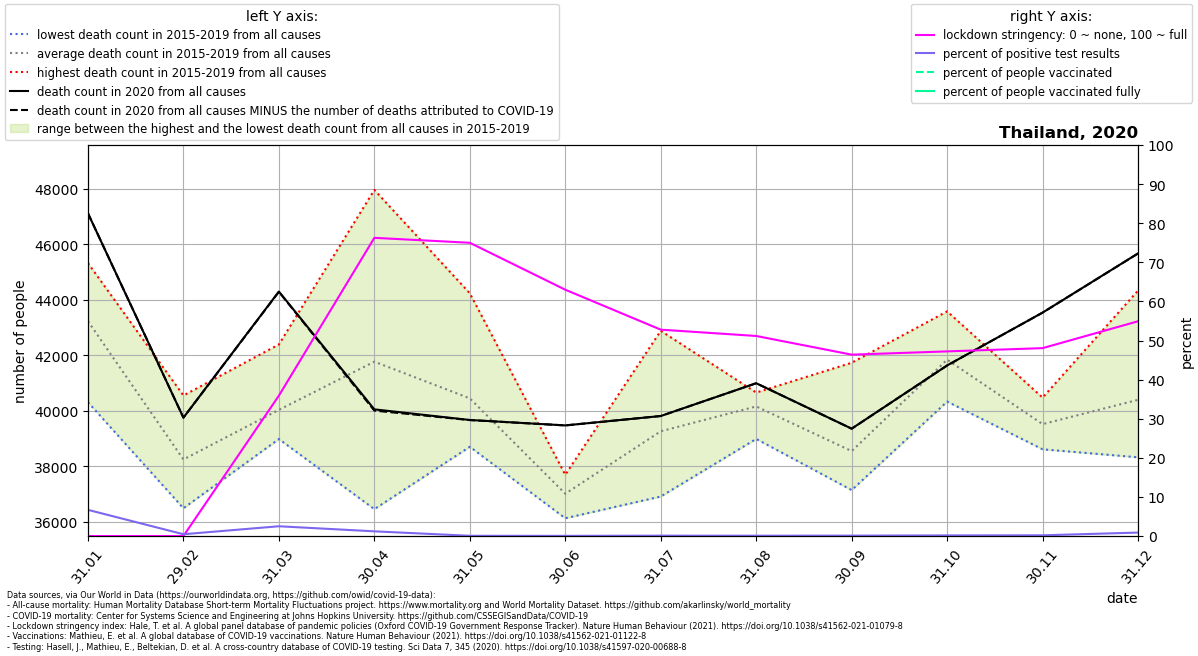 left Y axis:
lowest death count in 2015-2019 from all causes
average death count in 2015-2019 from all causes
highest death count in 2015-2019 from all causes
death count in 2020 from all causes
death count in 2020 from all causes MINUS the number of deaths attributed to COVID-19
range between the highest and the lowest death count from all causes in 2015-2019
right Y axis:
lockdown stringency: 0 ~ none, 100 ~ full
percent of positive test results
percent of people vaccinated
percent of people vaccinated fully
Thailand, 2020
number of people
48000
46000
44000
42000
40000
38000
36000
100
90
80
70
60
50
40
30
20
10
0
percent
31.01
29.02
31.03
30.04
31.05
30.06
31.07
31.08
30.09
31.10
30.11
31.12
date
Data sources, via Our World in Data (https://ourworldindata.org, https://github.com/owid/covid-19-data):
- All-cause mortality: Human Mortality Database Short-term Mortality Fluctuations project. https://www.mortality.org and World Mortality Dataset. https://github.com/akarlinsky/world_mortality
- COVID-19 mortality: Center for Systems Science and Engineering at Johns Hopkins University. https://github.com/CSSEGISandData/COVID-19
- Lockdown stringency index: Hale, T. et al. A global panel database of pandemic policies (Oxford COVID-19 Government Response Tracker). Nature Human Behaviour (2021). https://doi.org/10.1038/s41562-021-01079-8
- Vaccinations: Mathieu, E. et al. A global database of COVID-19 vaccinations. Nature Human Behaviour (2021). https://doi.org/10.1038/s41562-021-01122-8
- Testing: Hasell, J., Mathieu, E., Beltekian, D. et al. A cross-country database of COVID-19 testing. Sci Data 7, 345 (2020). https://doi.org/10.1038/s41597-020-00688-8